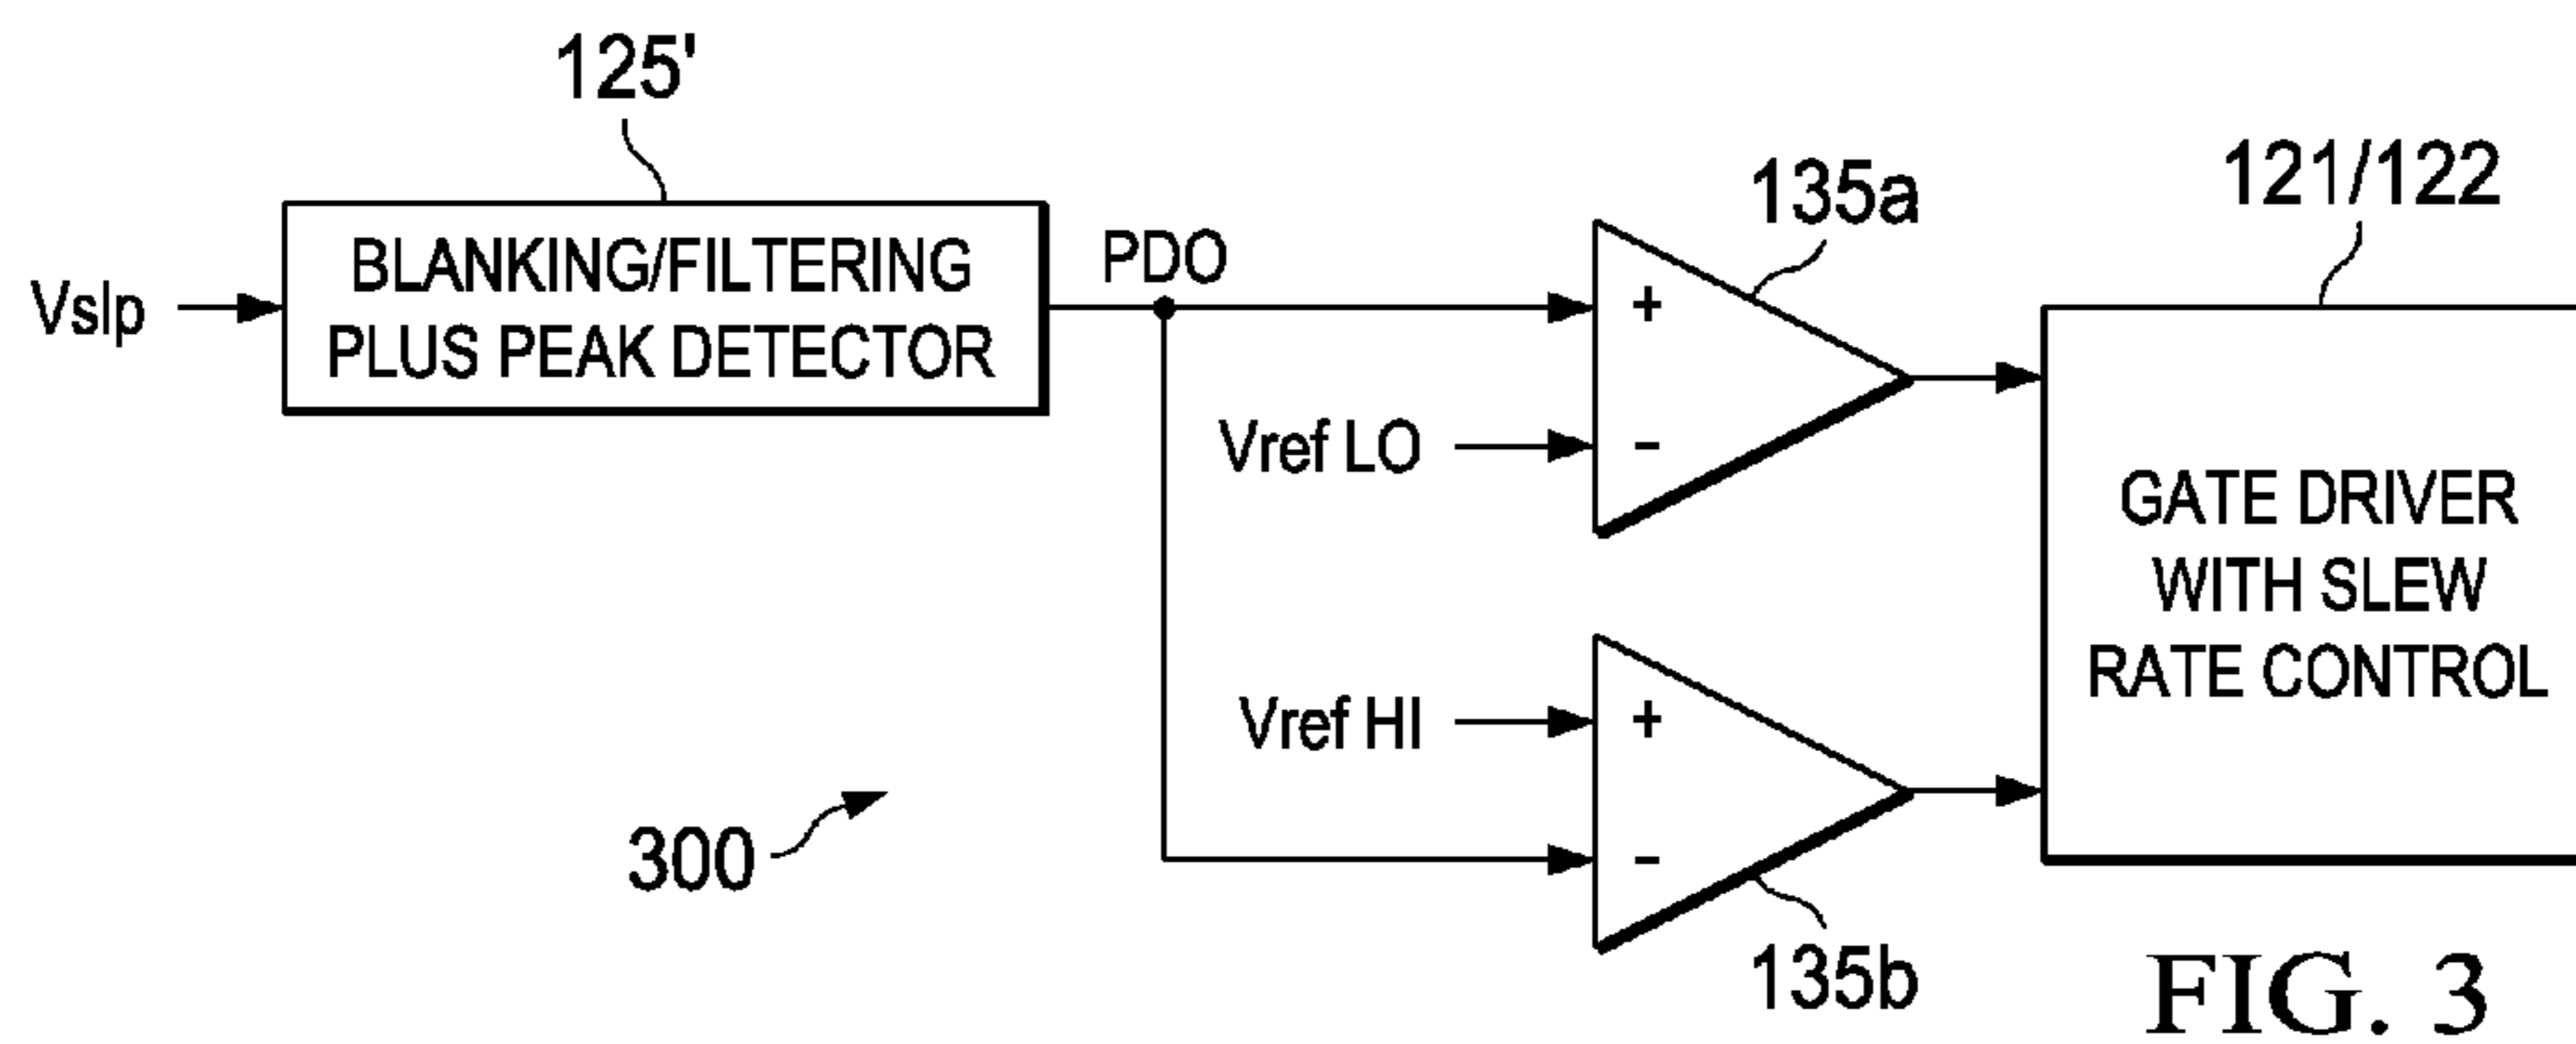 125'
BLANKING/FILTERING
PLUS PEAK DETECTOR
Vslp
PDO
135a
+
Vref LO
-
121/122
GATE DRIVER
WITH SLEW
RATE CONTROL
Vref HI
+
-
135b
300
FIG. 3